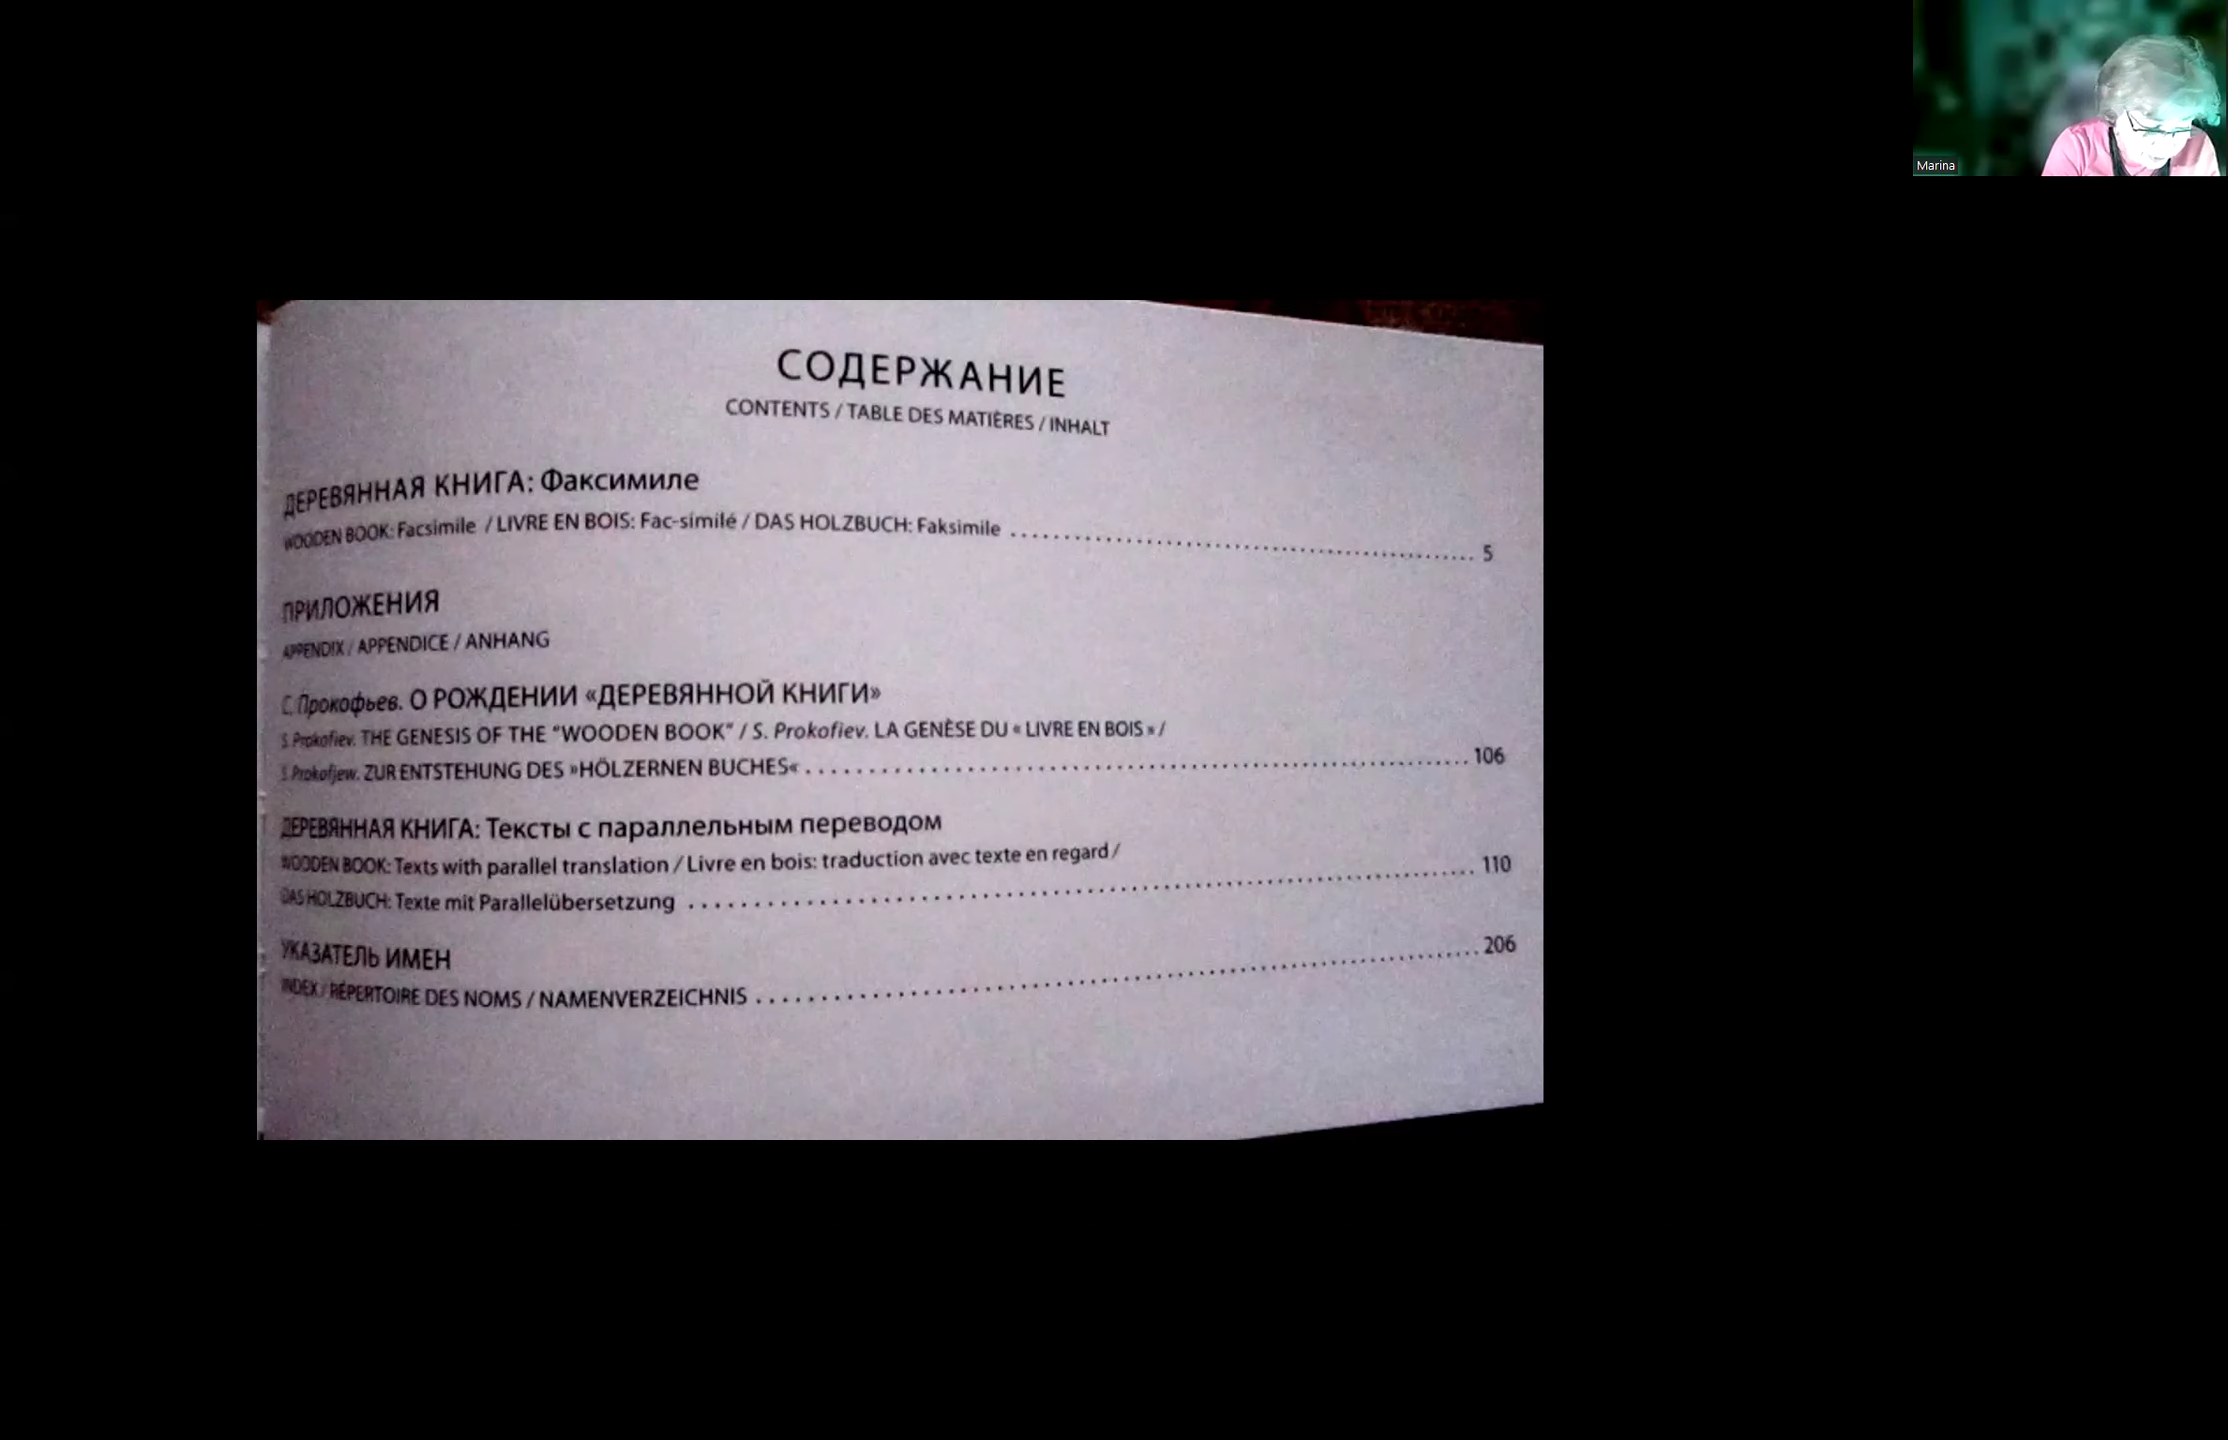 Marina
СОДЕРЖАНИЕ
CONTENTS / TABLE DES MATIÈRES / INHALT
ДЕРЕВЯННАЯ КНИГА: Факсимиле
WOODEN BOOK: Facsimile / LIVRE EN BOIS: Fac-similé / DAS HOLZBUCH: Faksimile ........ 5
ПРИЛОЖЕНИЯ
APPENDIX / APPENDICE / ANHANG
С. Прокофьев. О РОЖДЕНИИ «ДЕРЕВЯННОЙ КНИГИ»
S. Prokofiev. THE GENESIS OF THE “WOODEN BOOK” / S. Prokofiev. LA GENÈSE DU « LIVRE EN BOIS » /
S. Prokofjew. ZUR ENTSTEHUNG DES »HÖLZERNEN BUCHES« ........ 106
ДЕРЕВЯННАЯ КНИГА: Тексты с параллельным переводом
WOODEN BOOK: Texts with parallel translation / Livre en bois: traduction avec texte en regard /
DAS HOLZBUCH: Texte mit Parallelübersetzung ........ 110
УКАЗАТЕЛЬ ИМЕН
INDEX / RÉPERTOIRE DES NOMS / NAMENVERZEICHNIS ........ 206